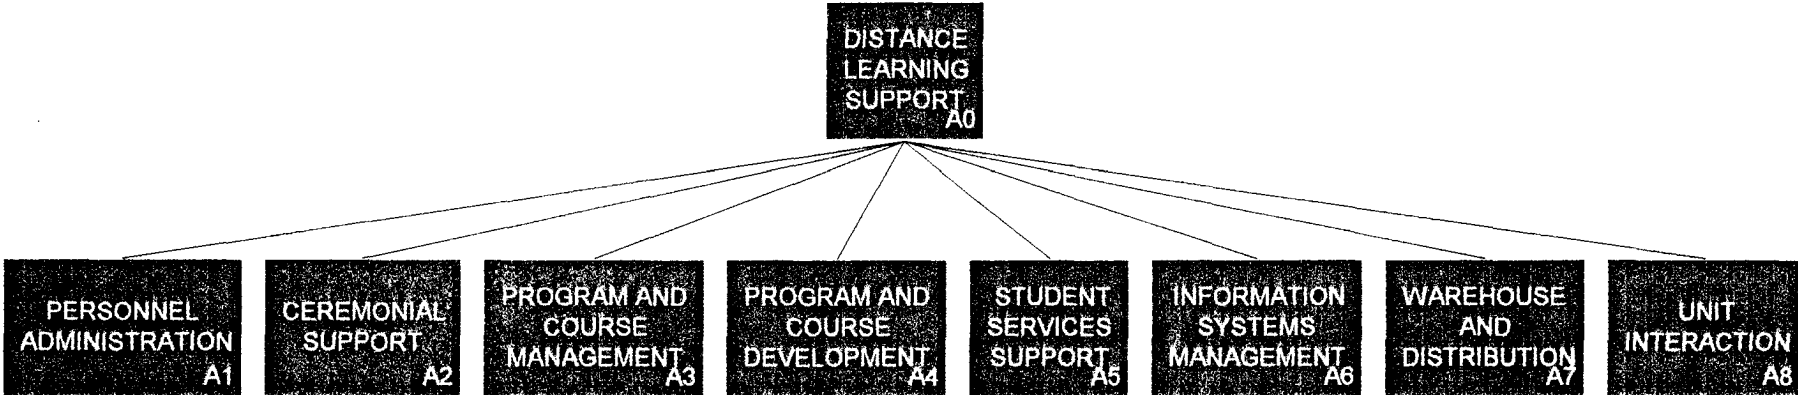 DISTANCE
LEARNING
SUPPORT
A0
PERSONNEL
ADMINISTRATION
A1
CEREMONIAL
SUPPORT
A2
PROGRAM AND
COURSE
MANAGEMENT
A3
PROGRAM AND
COURSE
DEVELOPMENT
A4
STUDENT
SERVICES
SUPPORT
A5
INFORMATION
SYSTEMS
MANAGEMENT
A6
WAREHOUSE
AND
DISTRIBUTION
A7
UNIT
INTERACTION
A8